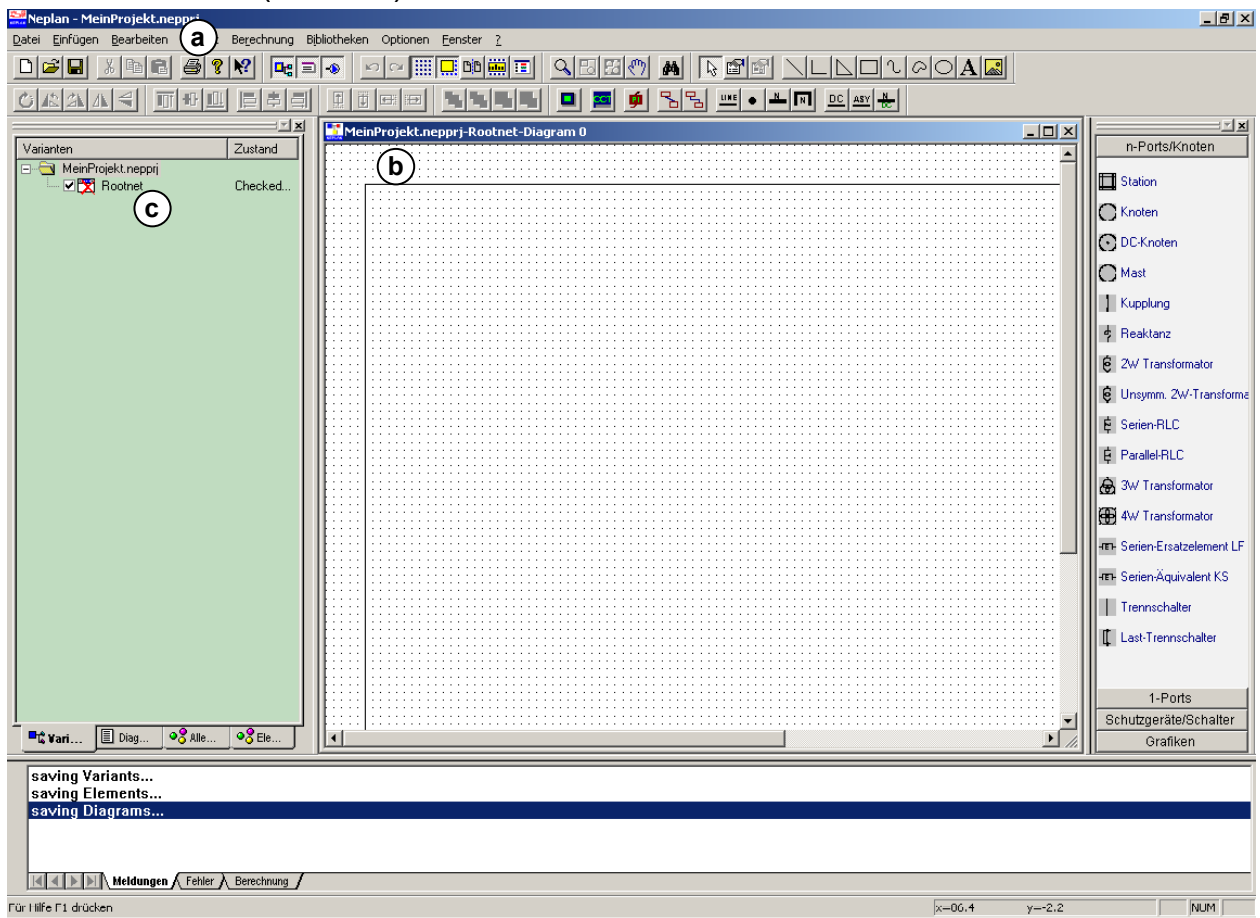 Neplan - MeinProjekt.nepprj
Datei Einfügen Bearbeiten Berechnung Bibliotheken Optionen Fenster ?
a
A
LINE N N DC ASY N DC
Varianten Zustand
MeinProjekt.nepprj
Rootnet Checked...
c
Vari... Diag... Alle... Ele...
MeinProjekt.nepprj-Rootnet-Diagram 0
b
n-Ports/Knoten
Station
Knoten
DC-Knoten
Mast
Kupplung
Reaktanz
2W Transformator
Unsymm. 2W-Transforma
Serien-RLC
Parallel-RLC
3W Transformator
4W Transformator
Serien-Ersatzelement LF
Serien-Äquivalent KS
Trennschalter
Last-Trennschalter
1-Ports
Schutzgeräte/Schalter
Grafiken
saving Variants...
saving Elements...
saving Diagrams...
Meldungen Fehler Berechnung
Für Hilfe F1 drücken x=06.4 y=-2.2 NUM